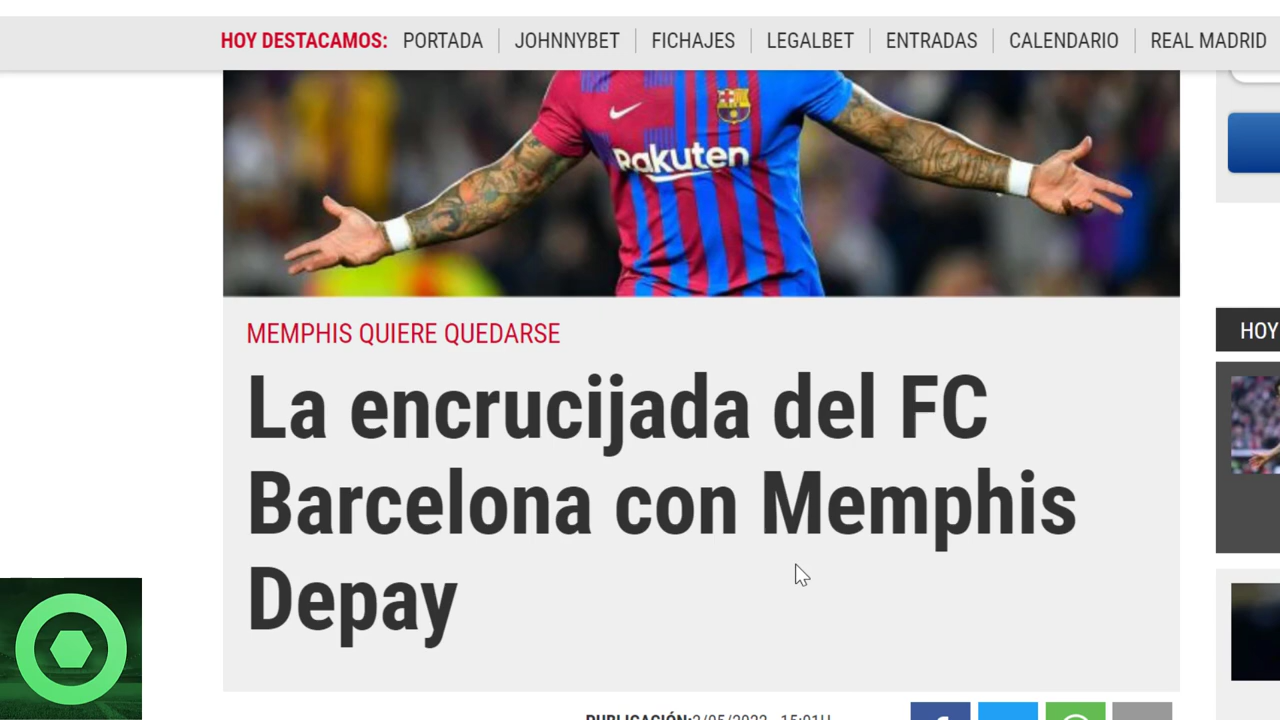 HOY DESTACAMOS: PORTADA JOHNNYBET FICHAJES LEGALBET ENTRADAS CALENDARIO REAL MADRID
Rakuten
MEMPHIS QUIERE QUEDARSE
HOY
La encrucijada del FC
Barcelona con Memphis
Depay
PUBLICACIÓN: